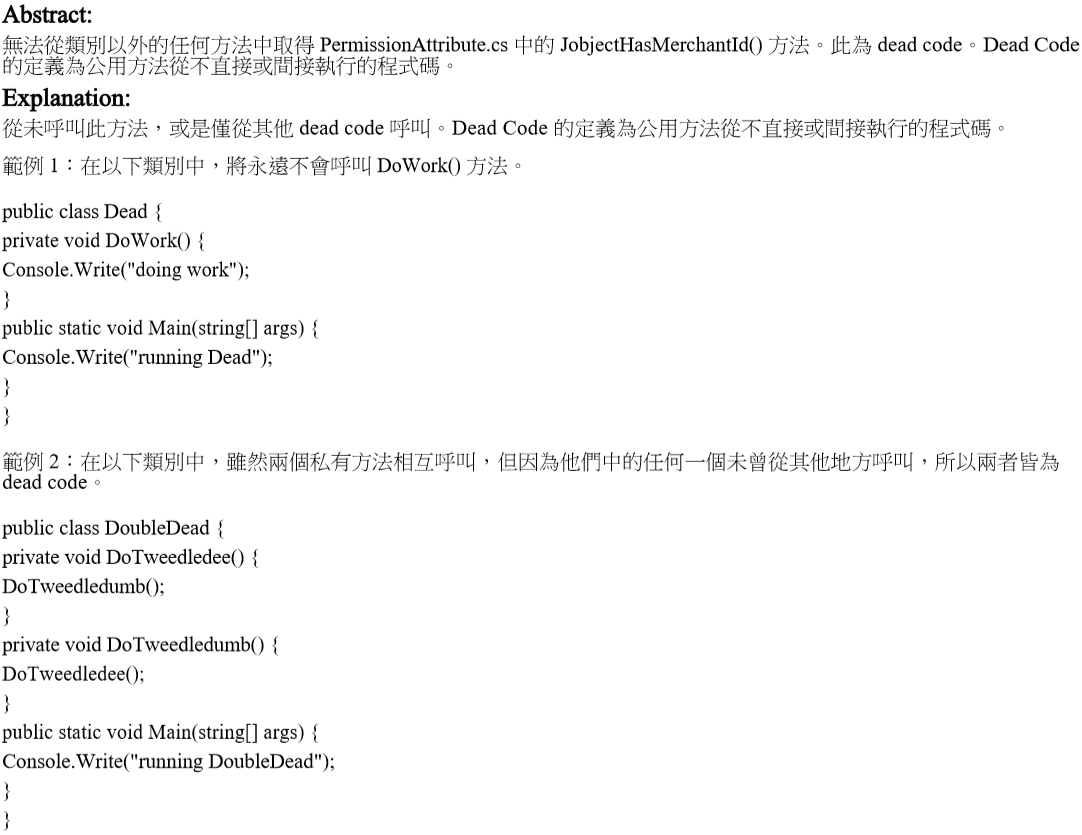 Abstract:
無法從類別以外的任何方法中取得 PermissionAttribute.cs 中的 JobjectHasMerchantId() 方法。此為 dead code。Dead Code
的定義為公用方法從不直接或間接執行的程式碼。
Explanation:
從未呼叫此方法，或是僅從其他 dead code 呼叫。Dead Code 的定義為公用方法從不直接或間接執行的程式碼。
範例 1：在以下類別中，將永遠不會呼叫 DoWork() 方法。
public class Dead {
private void DoWork() {
Console.Write("doing work");
}
public static void Main(string[] args) {
Console.Write("running Dead");
}
}
範例 2：在以下類別中，雖然兩個私有方法相互呼叫，但因為他們中的任何一個未曾從其他地方呼叫，所以兩者皆為
dead code。
public class DoubleDead {
private void DoTweedledee() {
DoTweedledumb();
}
private void DoTweedledumb() {
DoTweedledee();
}
public static void Main(string[] args) {
Console.Write("running DoubleDead");
}
}